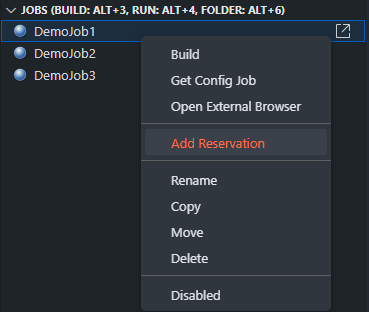 JOBS (BUILD: ALT+3, RUN: ALT+4, FOLDER: ALT+6)
DemoJob1
DemoJob2
DemoJob3
Build
Get Config Job
Open External Browser
Add Reservation
Rename
Copy
Move
Delete
Disabled